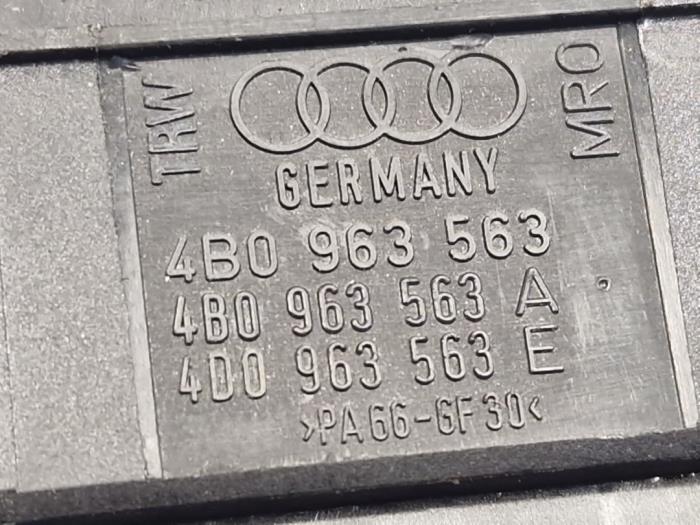 TRW
MRO
GERMANY
4B0 963 563
4B0 963 563 A
4D0 963 563 E
>PA66-GF30<